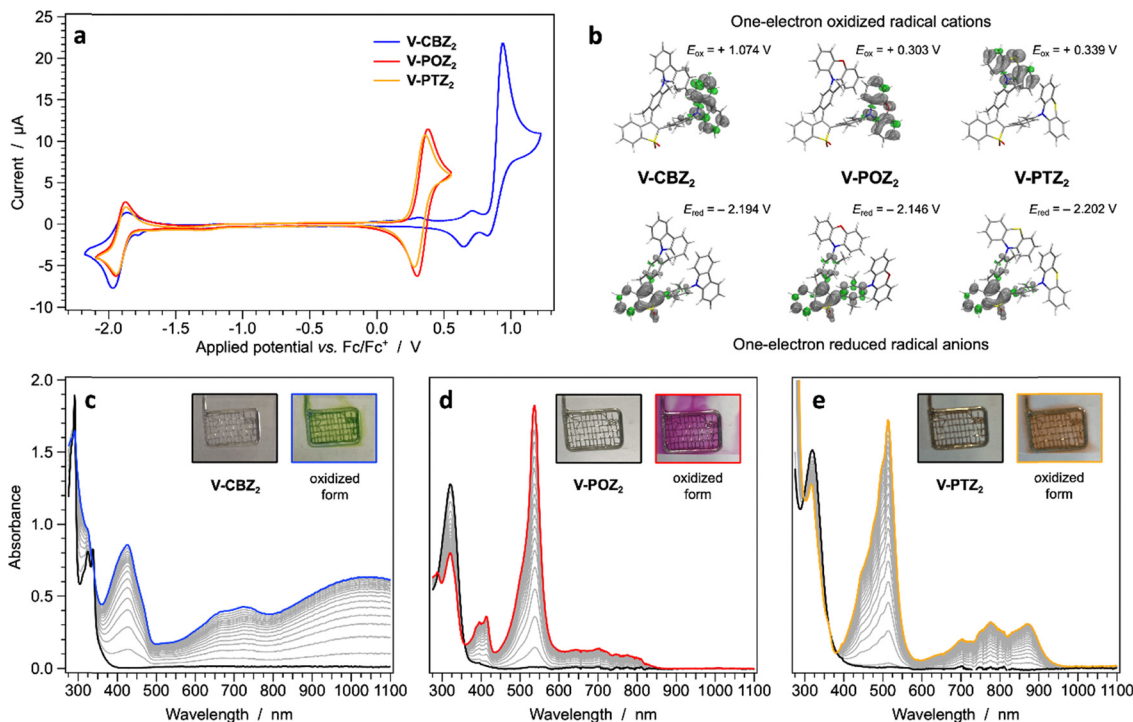 a
V-CBZ2
V-POZ2
V-PTZ2
25
20
15
10
5
0
-5
-10
Current / µA
-2.0 -1.5 -1.0 -0.5 0.0 0.5 1.0
Applied potential vs. Fc/Fc+ / V
b
One-electron oxidized radical cations
Eox = + 1.074 V Eox = + 0.303 V Eox = + 0.339 V
V-CBZ2 V-POZ2 V-PTZ2
Ered = – 2.194 V Ered = – 2.146 V Ered = – 2.202 V
One-electron reduced radical anions
c
2.0
1.5
1.0
0.5
0.0
Absorbance
V-CBZ2 oxidized
form
300 400 500 600 700 800 900 1000 1100
Wavelength / nm
d
V-POZ2 oxidized
form
300 400 500 600 700 800 900 1000 1100
Wavelength / nm
e
V-PTZ2 oxidized
form
300 400 500 600 700 800 900 1000 1100
Wavelength / nm